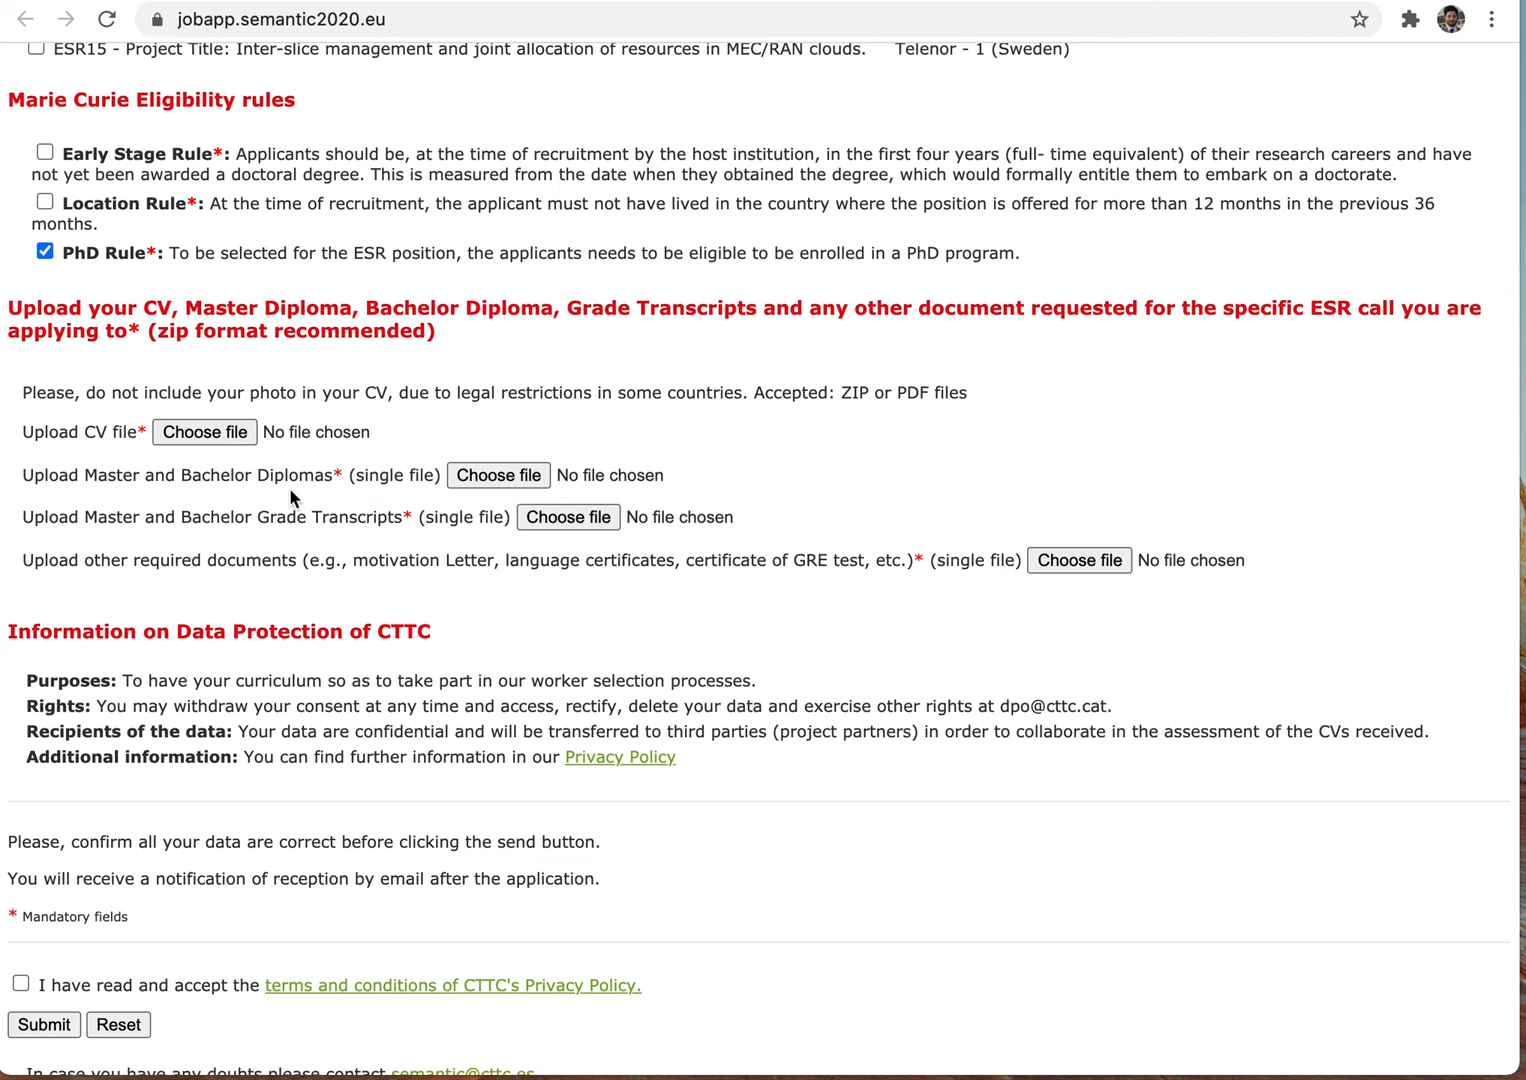 jobapp.semantic2020.eu
ESR15 - Project Title: Inter-slice management and joint allocation of resources in MEC/RAN clouds. Telenor - 1 (Sweden)
Marie Curie Eligibility rules
Early Stage Rule*: Applicants should be, at the time of recruitment by the host institution, in the first four years (full- time equivalent) of their research careers and have
not yet been awarded a doctoral degree. This is measured from the date when they obtained the degree, which would formally entitle them to embark on a doctorate.
Location Rule*: At the time of recruitment, the applicant must not have lived in the country where the position is offered for more than 12 months in the previous 36
months.
PhD Rule*: To be selected for the ESR position, the applicants needs to be eligible to be enrolled in a PhD program.
Upload your CV, Master Diploma, Bachelor Diploma, Grade Transcripts and any other document requested for the specific ESR call you are
applying to* (zip format recommended)
Please, do not include your photo in your CV, due to legal restrictions in some countries. Accepted: ZIP or PDF files
Upload CV file* Choose file No file chosen
Upload Master and Bachelor Diplomas* (single file) Choose file No file chosen
Upload Master and Bachelor Grade Transcripts* (single file) Choose file No file chosen
Upload other required documents (e.g., motivation Letter, language certificates, certificate of GRE test, etc.)* (single file) Choose file No file chosen
Information on Data Protection of CTTC
Purposes: To have your curriculum so as to take part in our worker selection processes.
Rights: You may withdraw your consent at any time and access, rectify, delete your data and exercise other rights at dpo@cttc.cat.
Recipients of the data: Your data are confidential and will be transferred to third parties (project partners) in order to collaborate in the assessment of the CVs received.
Additional information: You can find further information in our Privacy Policy
Please, confirm all your data are correct before clicking the send button.
You will receive a notification of reception by email after the application.
* Mandatory fields
I have read and accept the terms and conditions of CTTC's Privacy Policy.
Submit Reset
In case you have any doubts please contact semantic@cttc.es